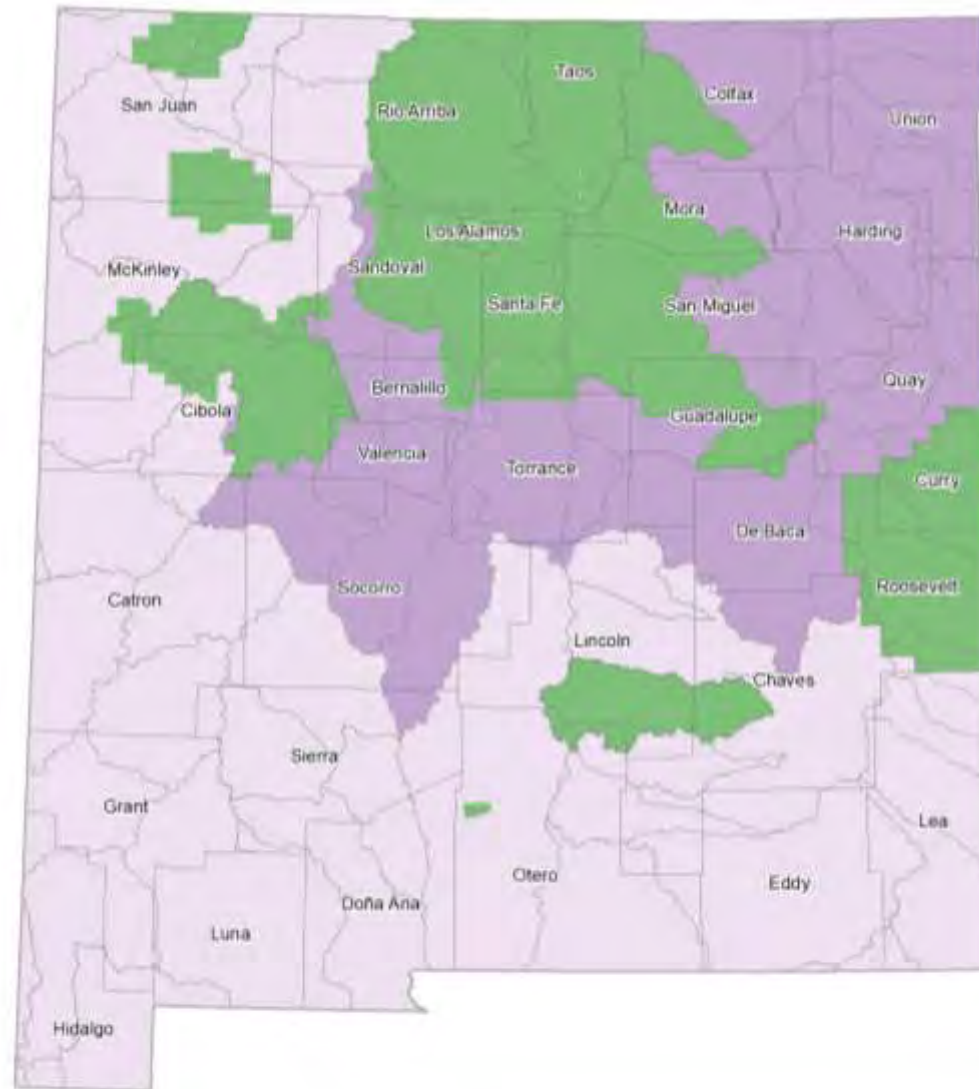 Taos
Colfax
San Juan
Rio Arriba
Union
Mora
Los Alamos
Harding
McKinley
Sandoval
Santa Fe
San Miguel
Bernalillo
Quay
Cibola
Guadalupe
Valencia
Torrance
Curry
De Baca
Socorro
Roosevelt
Catron
Lincoln
Chaves
Sierra
Grant
Lea
Otero
Eddy
Doña Ana
Luna
Hidalgo